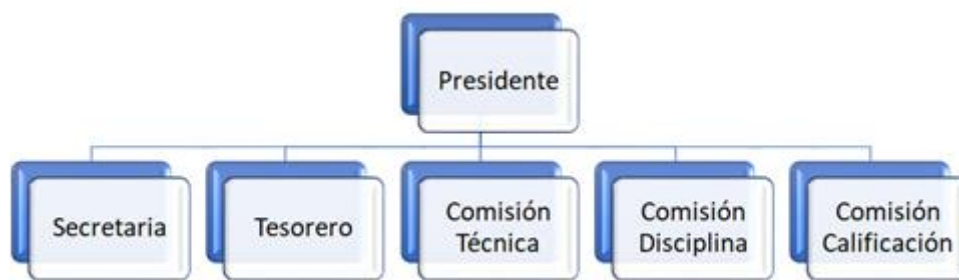 Presidente
Secretaria
Tesorero
Comisión
Técnica
Comisión
Disciplina
Comisión
Calificación